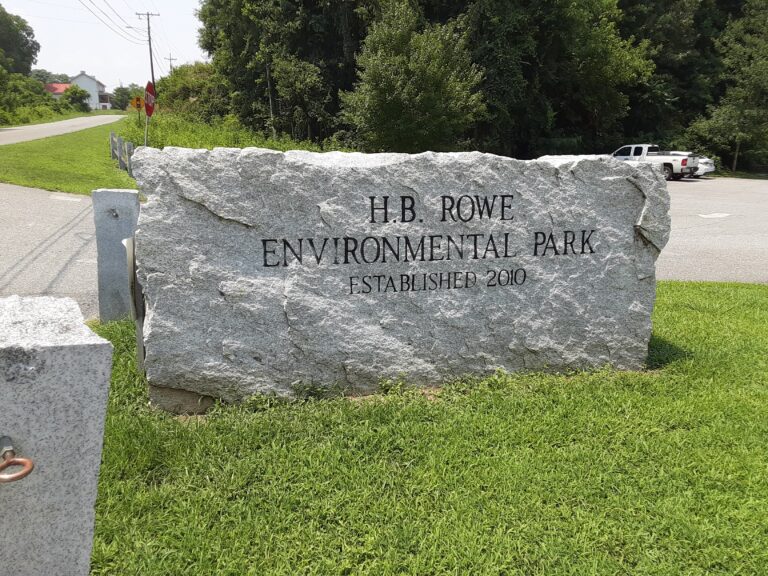 H.B. ROWE
ENVIRONMENTAL PARK
ESTABLISHED 2010